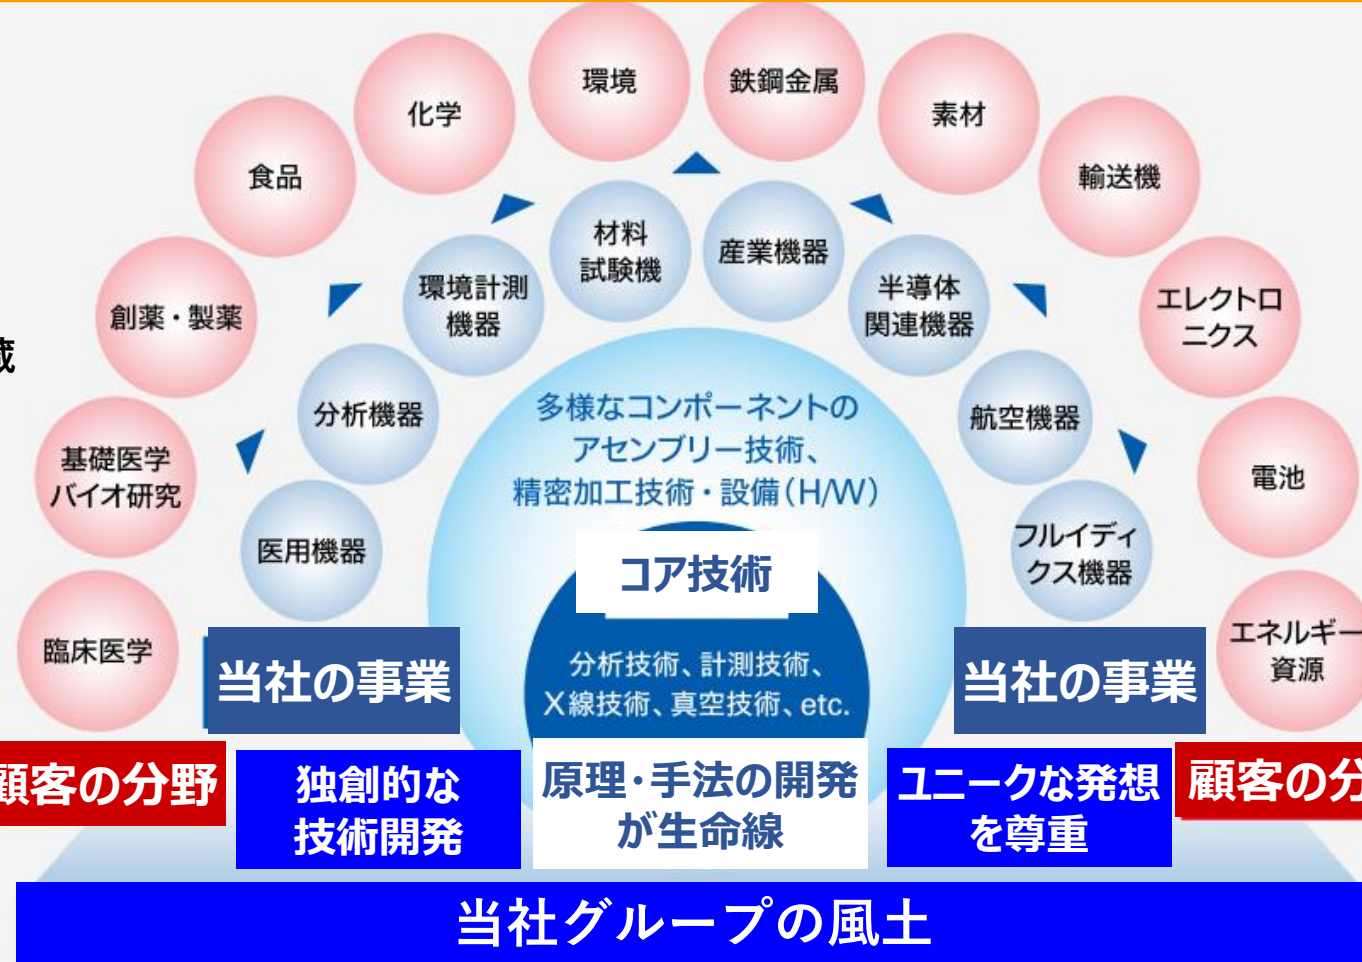 環境
鉄鋼金属
化学
素材
食品
輸送機
材料
試験機
産業機器
環境計測
機器
半導体
関連機器
創薬・製薬
エレクトロ
ニクス
蔵
分析機器
多様なコンポーネントの
アセンブリー技術、
精密加工技術・設備(H/W)
航空機器
基礎医学
バイオ研究
電池
医用機器
フルイディ
クス機器
コア技術
臨床医学
エネルギー
資源
当社の事業
分析技術、計測技術、
X線技術、真空技術、etc.
当社の事業
顧客の分野
独創的な
技術開発
原理・手法の開発
が生命線
ユニークな発想
を尊重
顧客の分
当社グループの風土